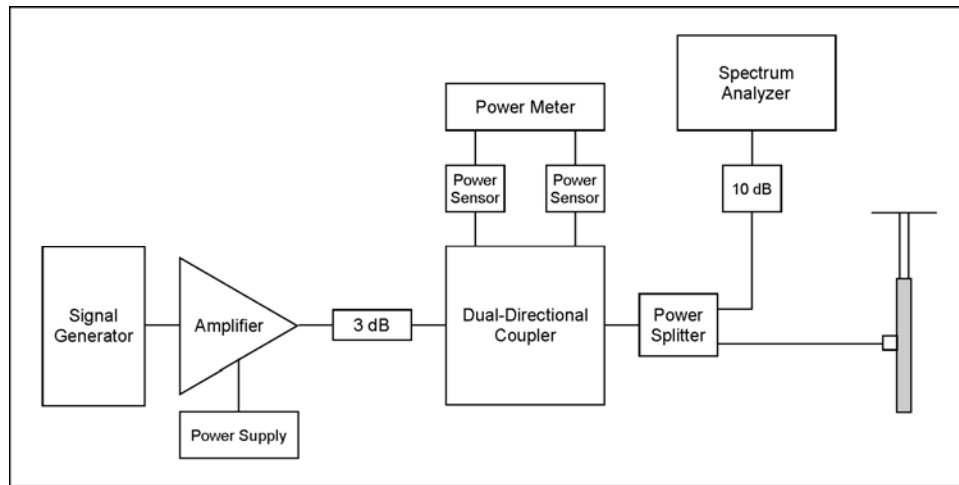 Spectrum
Analyzer
Power Meter
Power
Sensor
Power
Sensor
10 dB
Signal
Generator
Amplifier
3 dB
Dual-Directional
Coupler
Power
Splitter
Power Supply